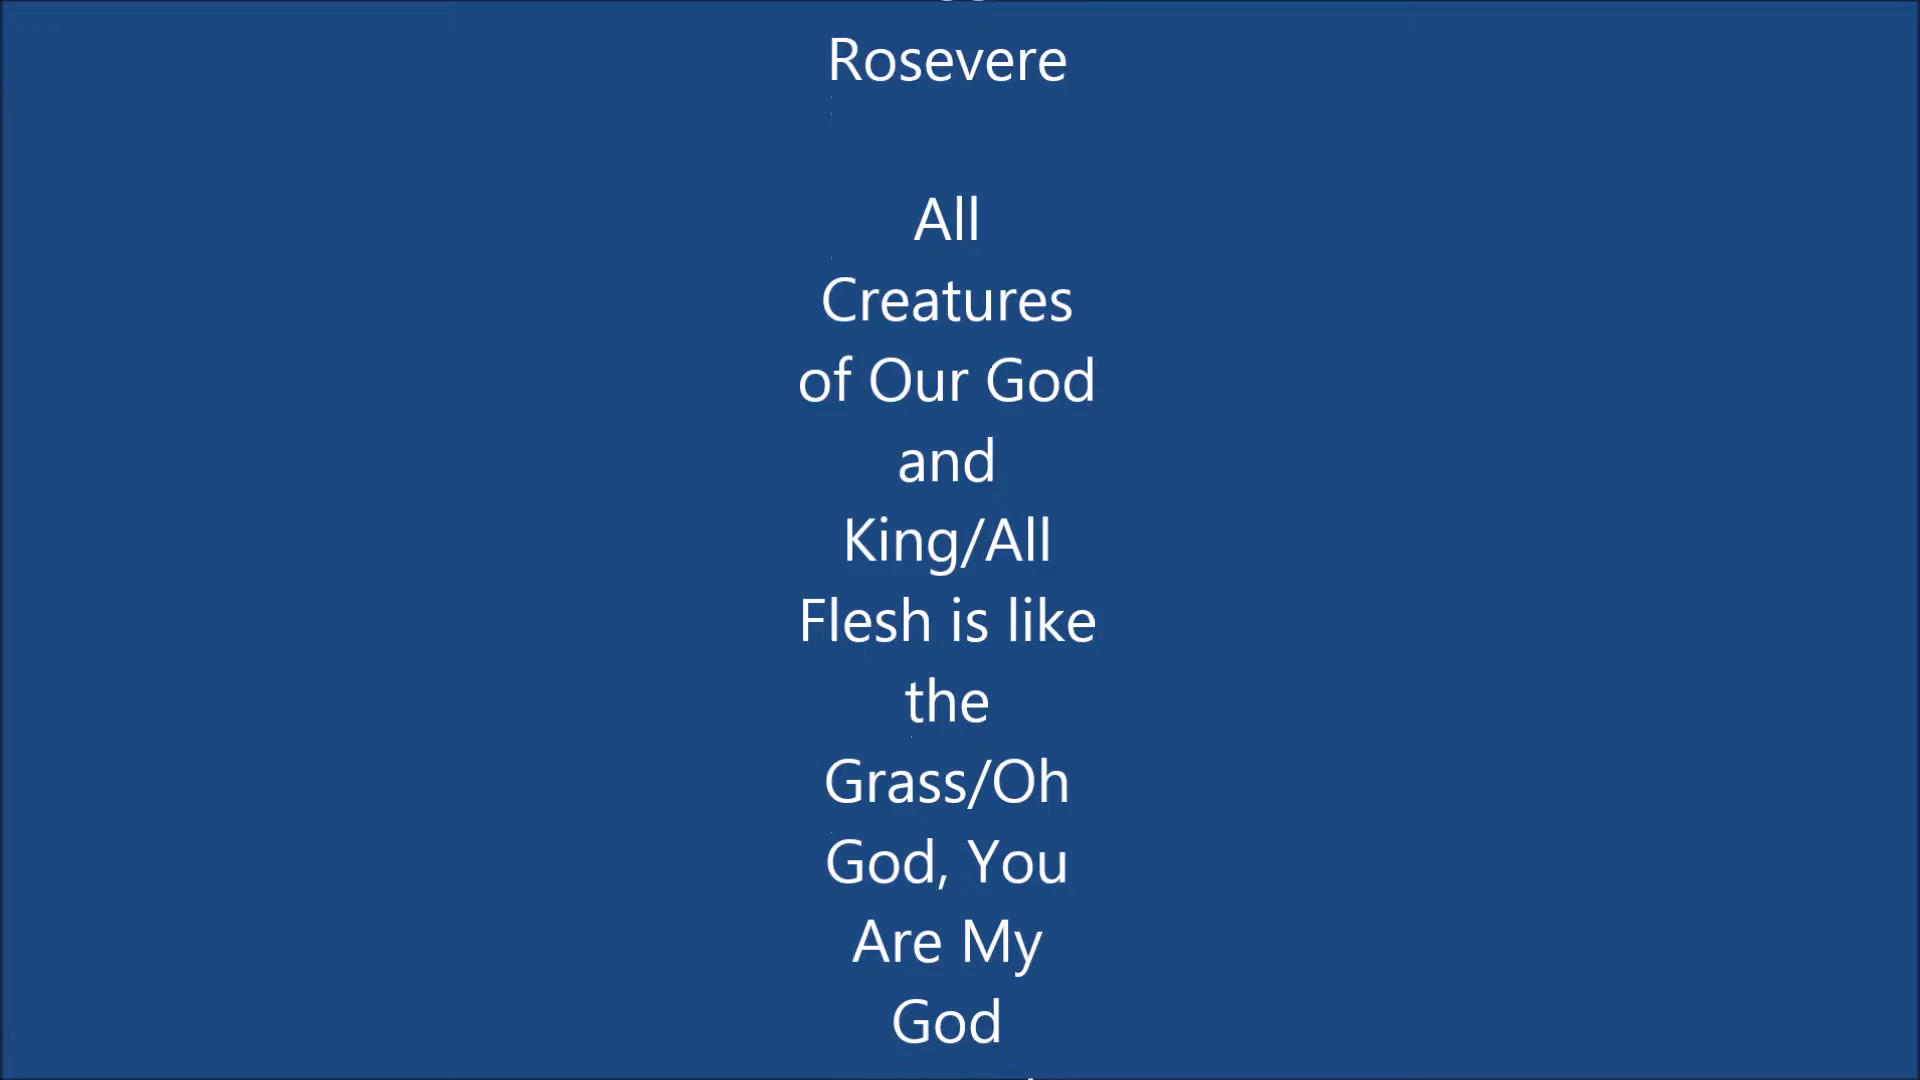 Rosevere
All
Creatures
of Our God
and
King/All
Flesh is like
the
Grass/Oh
God, You
Are My
God